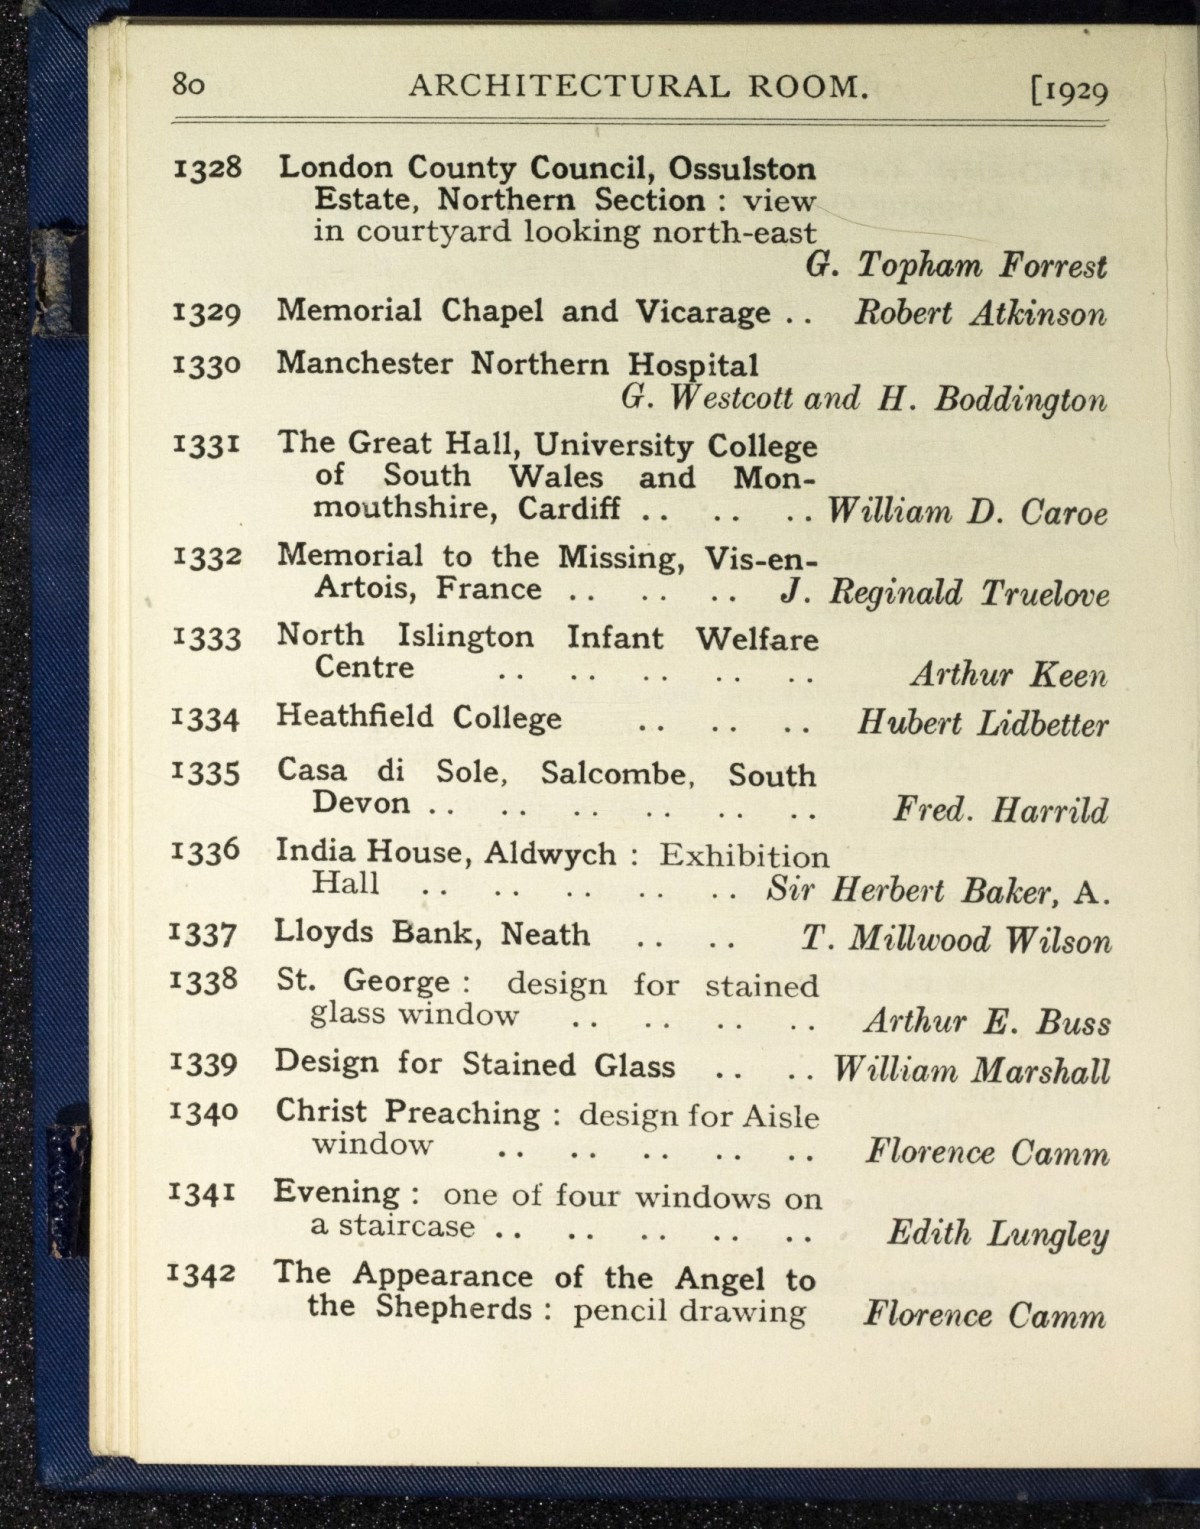 80 ARCHITECTURAL ROOM. [1929
1328 London County Council, Ossulston
Estate, Northern Section : view
in courtyard looking north-east
G. Topham Forrest
1329 Memorial Chapel and Vicarage .. Robert Atkinson
1330 Manchester Northern Hospital
G. Westcott and H. Boddington
1331 The Great Hall, University College
of South Wales and Mon-
mouthshire, Cardiff .. .. .. William D. Caroe
1332 Memorial to the Missing, Vis-en-
Artois, France .. .. .. J. Reginald Truelove
1333 North Islington Infant Welfare
Centre .. .. .. .. .. Arthur Keen
1334 Heathfield College .. .. .. Hubert Lidbetter
1335 Casa di Sole, Salcombe, South
Devon .. .. .. .. .. .. Fred. Harrild
1336 India House, Aldwych : Exhibition
Hall .. .. .. .. .. Sir Herbert Baker, A.
1337 Lloyds Bank, Neath .. .. T. Millwood Wilson
1338 St. George : design for stained
glass window .. .. .. .. Arthur E. Buss
1339 Design for Stained Glass .. .. William Marshall
1340 Christ Preaching : design for Aisle
window .. .. .. .. .. Florence Camm
1341 Evening : one of four windows on
a staircase .. .. .. .. .. Edith Lungley
1342 The Appearance of the Angel to
the Shepherds : pencil drawing Florence Camm